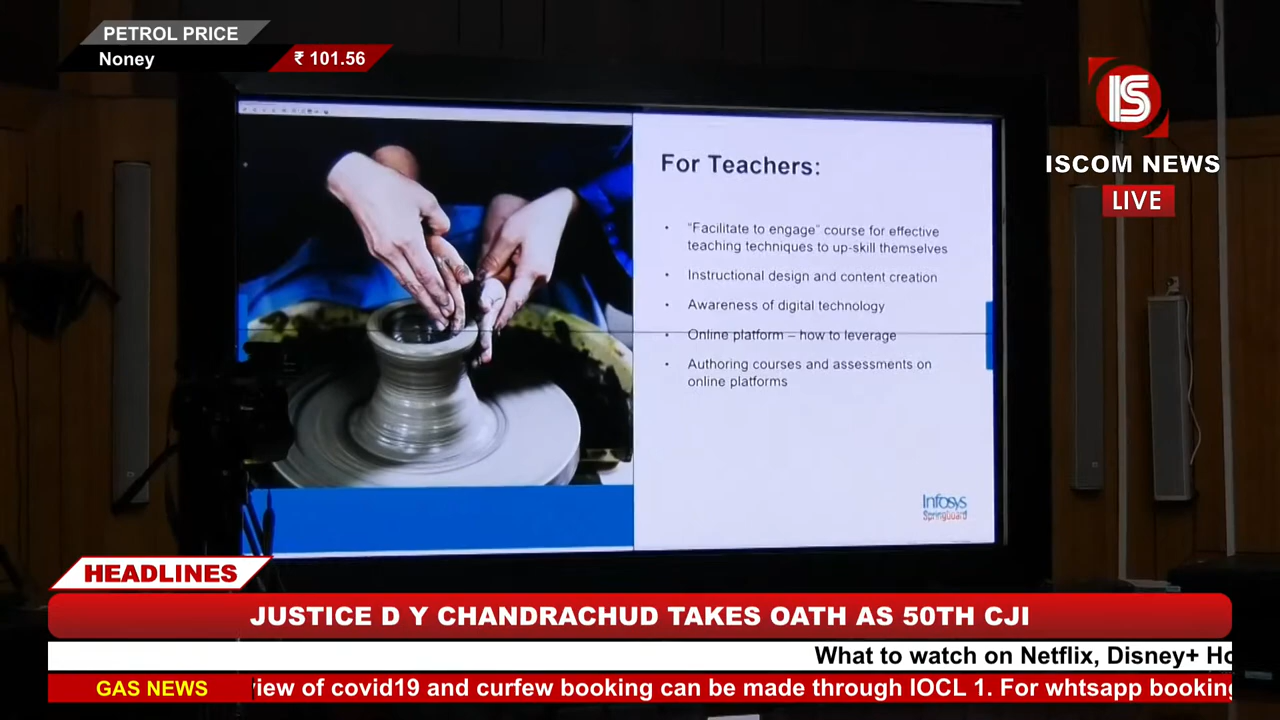 PETROL PRICE
Noney
₹ 101.56
IS
ISCOM NEWS
LIVE
For Teachers:
• "Facilitate to engage" course for effective
teaching techniques to up-skill themselves
• Instructional design and content creation
• Awareness of digital technology
• Online platform – how to leverage
• Authoring courses and assessments on
online platforms
Infosys
Springboard
HEADLINES
JUSTICE D Y CHANDRACHUD TAKES OATH AS 50TH CJI
What to watch on Netflix, Disney+ Ho
GAS NEWS
iew of covid19 and curfew booking can be made through IOCL 1. For whtsapp booking